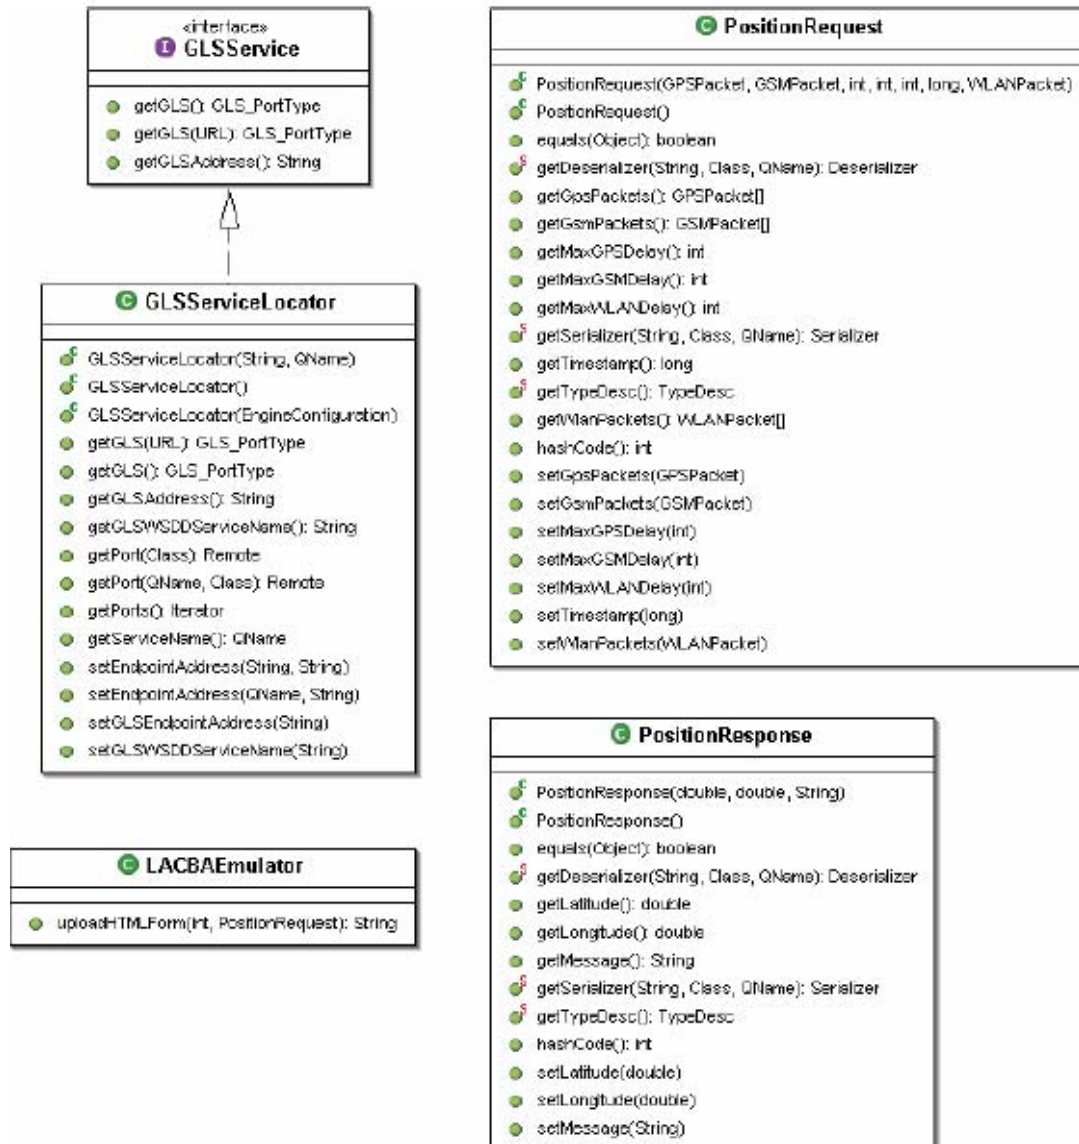 «interface»
GLSService
getGLS(): GLS_PortType
getGLS(URL): GLS_PortType
getGLSAddress(): String
GLSServiceLocator
GLSServiceLocator(String, QName)
GLSServiceLocator()
GLSServiceLocator(EngineConfiguration)
getGLS(URL): GLS_PortType
getGLS(): GLS_PortType
getGLSAddress(): String
getGLSWSDDServiceName(): String
getPort(Class): Remote
getPort(QName, Class): Remote
getPorts(): Iterator
getServiceName(): QName
setEndpointAddress(String, String)
setEndpointAddress(QName, String)
setGLSEndpointAddress(String)
setGLSWSDDServiceName(String)
LACBAEmulator
uploadHTMLForm(int, PositionRequest): String
PositionRequest
PositionRequest(GPSPacket, GSMPacket, int, int, int, long, WLANPacket)
PositionRequest()
equals(Object): boolean
getDeserializer(String, Class, QName): Deserializer
getGpsPackets(): GPSPacket[]
getGsmPackets(): GSMPacket[]
getMaxGPSDelay(): int
getMaxGSMDelay(): int
getMaxWLANDelay(): int
getSerializer(String, Class, QName): Serializer
getTimestamp(): long
getTypeDesc(): TypeDesc
getWlanPackets(): WLANPacket[]
hashCode(): int
setGpsPackets(GPSPacket)
setGsmPackets(GSMPacket)
setMaxGPSDelay(int)
setMaxGSMDelay(int)
setMaxWLANDelay(int)
setTimestamp(long)
setWlanPackets(WLANPacket)
PositionResponse
PositionResponse(double, double, String)
PositionResponse()
equals(Object): boolean
getDeserializer(String, Class, QName): Deserializer
getLatitude(): double
getLongitude(): double
getMessage(): String
getSerializer(String, Class, QName): Serializer
getTypeDesc(): TypeDesc
hashCode(): int
setLatitude(double)
setLongitude(double)
setMessage(String)